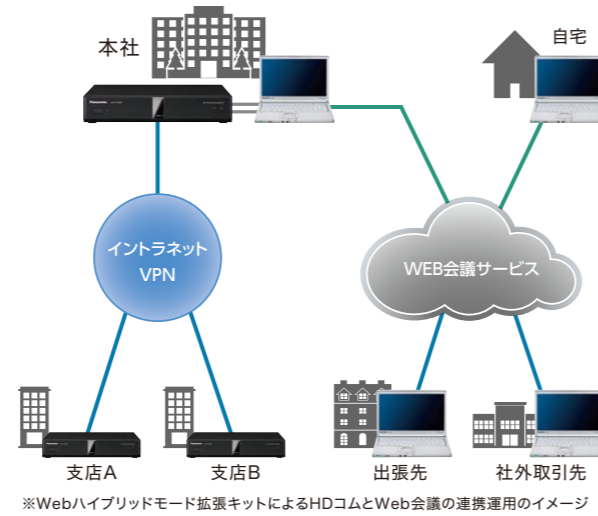 本社
自宅
Panasonic
イントラネット
VPN
WEB会議サービス
支店A
支店B
出張先
社外取引先
※Webハイブリッドモード拡張キットによるHDコムとWeb会議の連携運用のイメージ